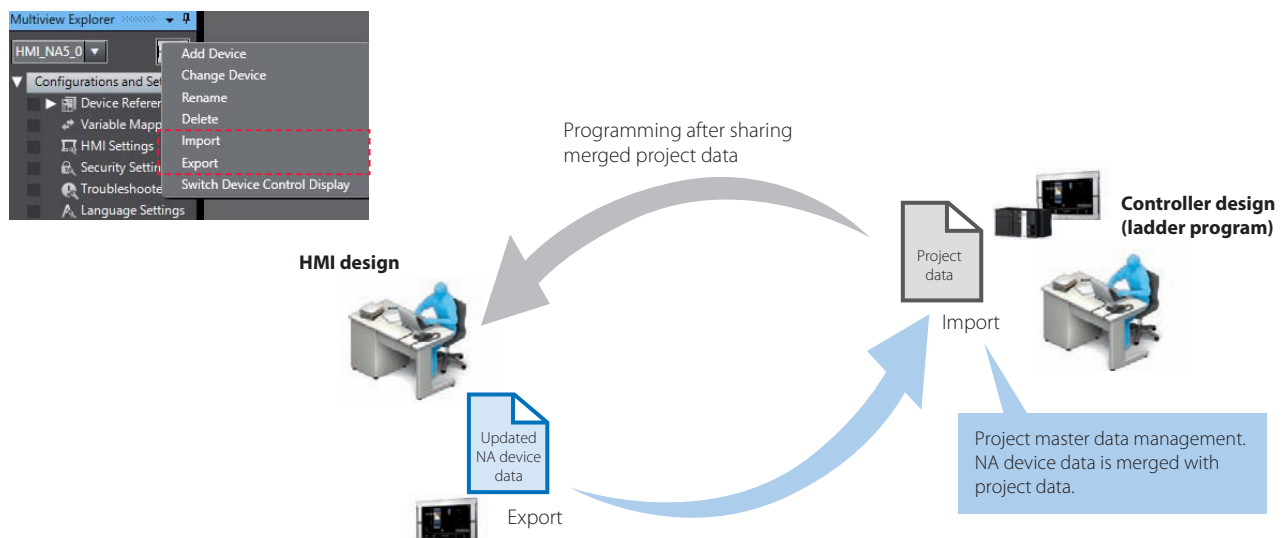 Multiview Explorer
HMI_NA5_0
Add Device
Change Device
Rename
Delete
Import
Export
Switch Device Control Display
Configurations and Set
Device Referen
Variable Mapp
HMI Settings
Security Settin
Troubleshoote
Language Settings
Programming after sharing
merged project data
Controller design
(ladder program)
Project
data
Import
HMI design
Updated
NA device
data
Export
Project master data management.
NA device data is merged with
project data.